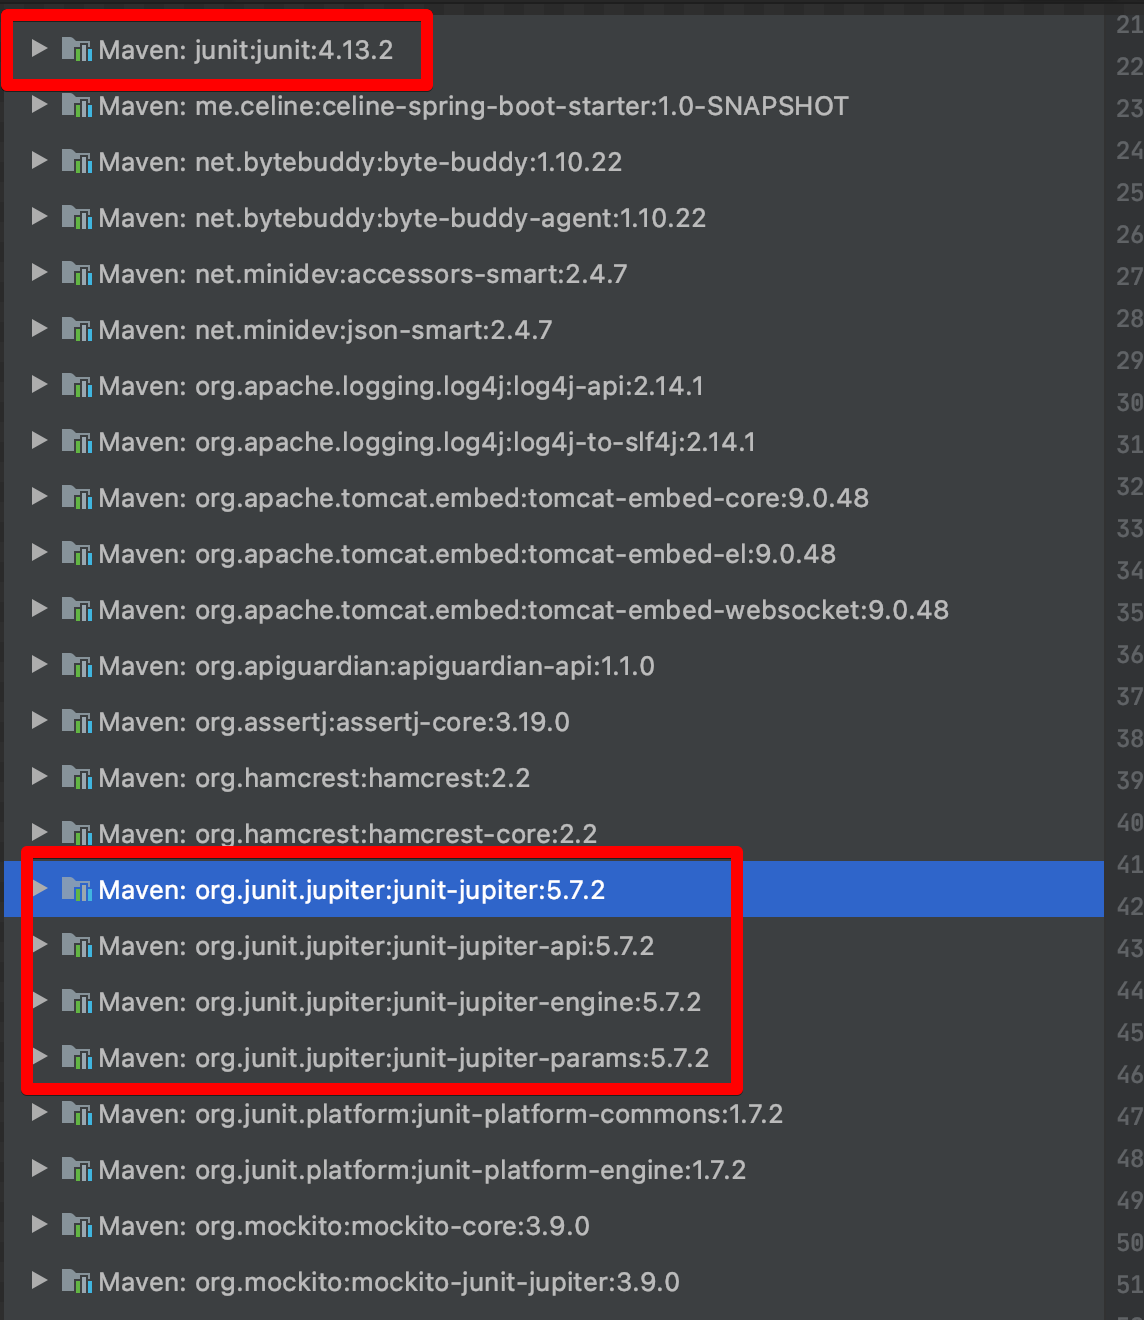 Maven: junit:junit:4.13.2
Maven: me.celine:celine-spring-boot-starter:1.0-SNAPSHOT
Maven: net.bytebuddy:byte-buddy:1.10.22
Maven: net.bytebuddy:byte-buddy-agent:1.10.22
Maven: net.minidev:accessors-smart:2.4.7
Maven: net.minidev:json-smart:2.4.7
Maven: org.apache.logging.log4j:log4j-api:2.14.1
Maven: org.apache.logging.log4j:log4j-to-slf4j:2.14.1
Maven: org.apache.tomcat.embed:tomcat-embed-core:9.0.48
Maven: org.apache.tomcat.embed:tomcat-embed-el:9.0.48
Maven: org.apache.tomcat.embed:tomcat-embed-websocket:9.0.48
Maven: org.apiguardian:apiguardian-api:1.1.0
Maven: org.assertj:assertj-core:3.19.0
Maven: org.hamcrest:hamcrest:2.2
Maven: org.hamcrest:hamcrest-core:2.2
Maven: org.junit.jupiter:junit-jupiter:5.7.2
Maven: org.junit.jupiter:junit-jupiter-api:5.7.2
Maven: org.junit.jupiter:junit-jupiter-engine:5.7.2
Maven: org.junit.jupiter:junit-jupiter-params:5.7.2
Maven: org.junit.platform:junit-platform-commons:1.7.2
Maven: org.junit.platform:junit-platform-engine:1.7.2
Maven: org.mockito:mockito-core:3.9.0
Maven: org.mockito:mockito-junit-jupiter:3.9.0
21
22
23
24
25
26
27
28
29
30
31
32
33
34
35
36
37
38
39
40
41
42
43
44
45
46
47
48
49
50
51